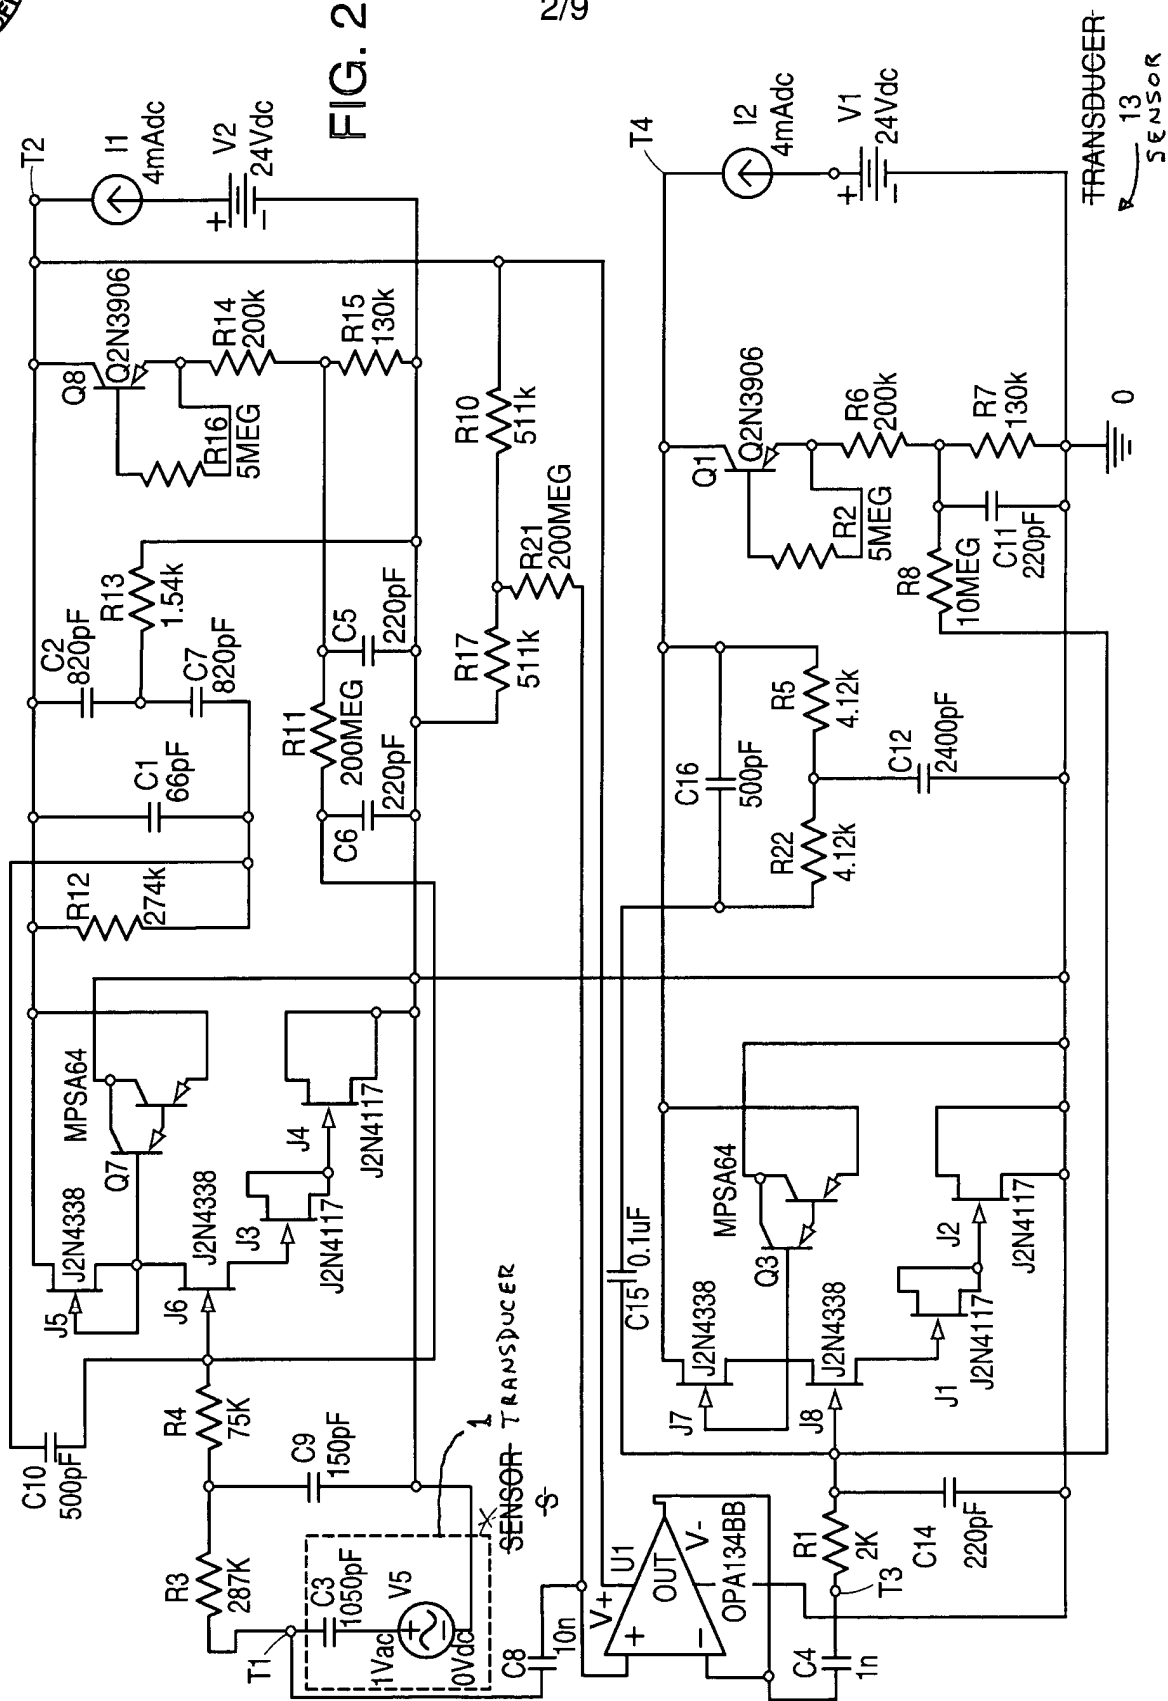 2/9
FIG. 2
T2
I1
4mAdc
V2
24Vdc
+
−
Q8
Q2N3906
R14
200k
R15
130k
R16
5MEG
R10
511k
R21
200MEG
R17
511k
C2
820pF
R13
1.54k
C7
820pF
C5
220pF
R11
200MEG
C1
66pF
C6
220pF
R12
274k
MPSA64
Q7
J5
J2N4338
J6
J2N4338
J3
J2N4117
J4
J2N4117
C10
500pF
R4
75K
C9
150pF
R3
287K
T1
C3
1050pF
V5
1Vac
0Vdc
+
−
1
SENSOR TRANSDUCER
S
C8
10n
V+
U1
OUT
V-
OPA134BB
+
−
C4
1n
T3
R1
2K
C14
220pF
C15
0.1uF
J7
J2N4338
J8
J2N4338
Q3
MPSA64
J1
J2N4117
J2
J2N4117
C16
500pF
R5
4.12k
R22
4.12k
C12
2400pF
R8
10MEG
C11
220pF
Q1
Q2N3906
R2
5MEG
R6
200k
R7
130k
0
T4
I2
4mAdc
V1
24Vdc
+
−
TRANSDUCER
13
SENSOR